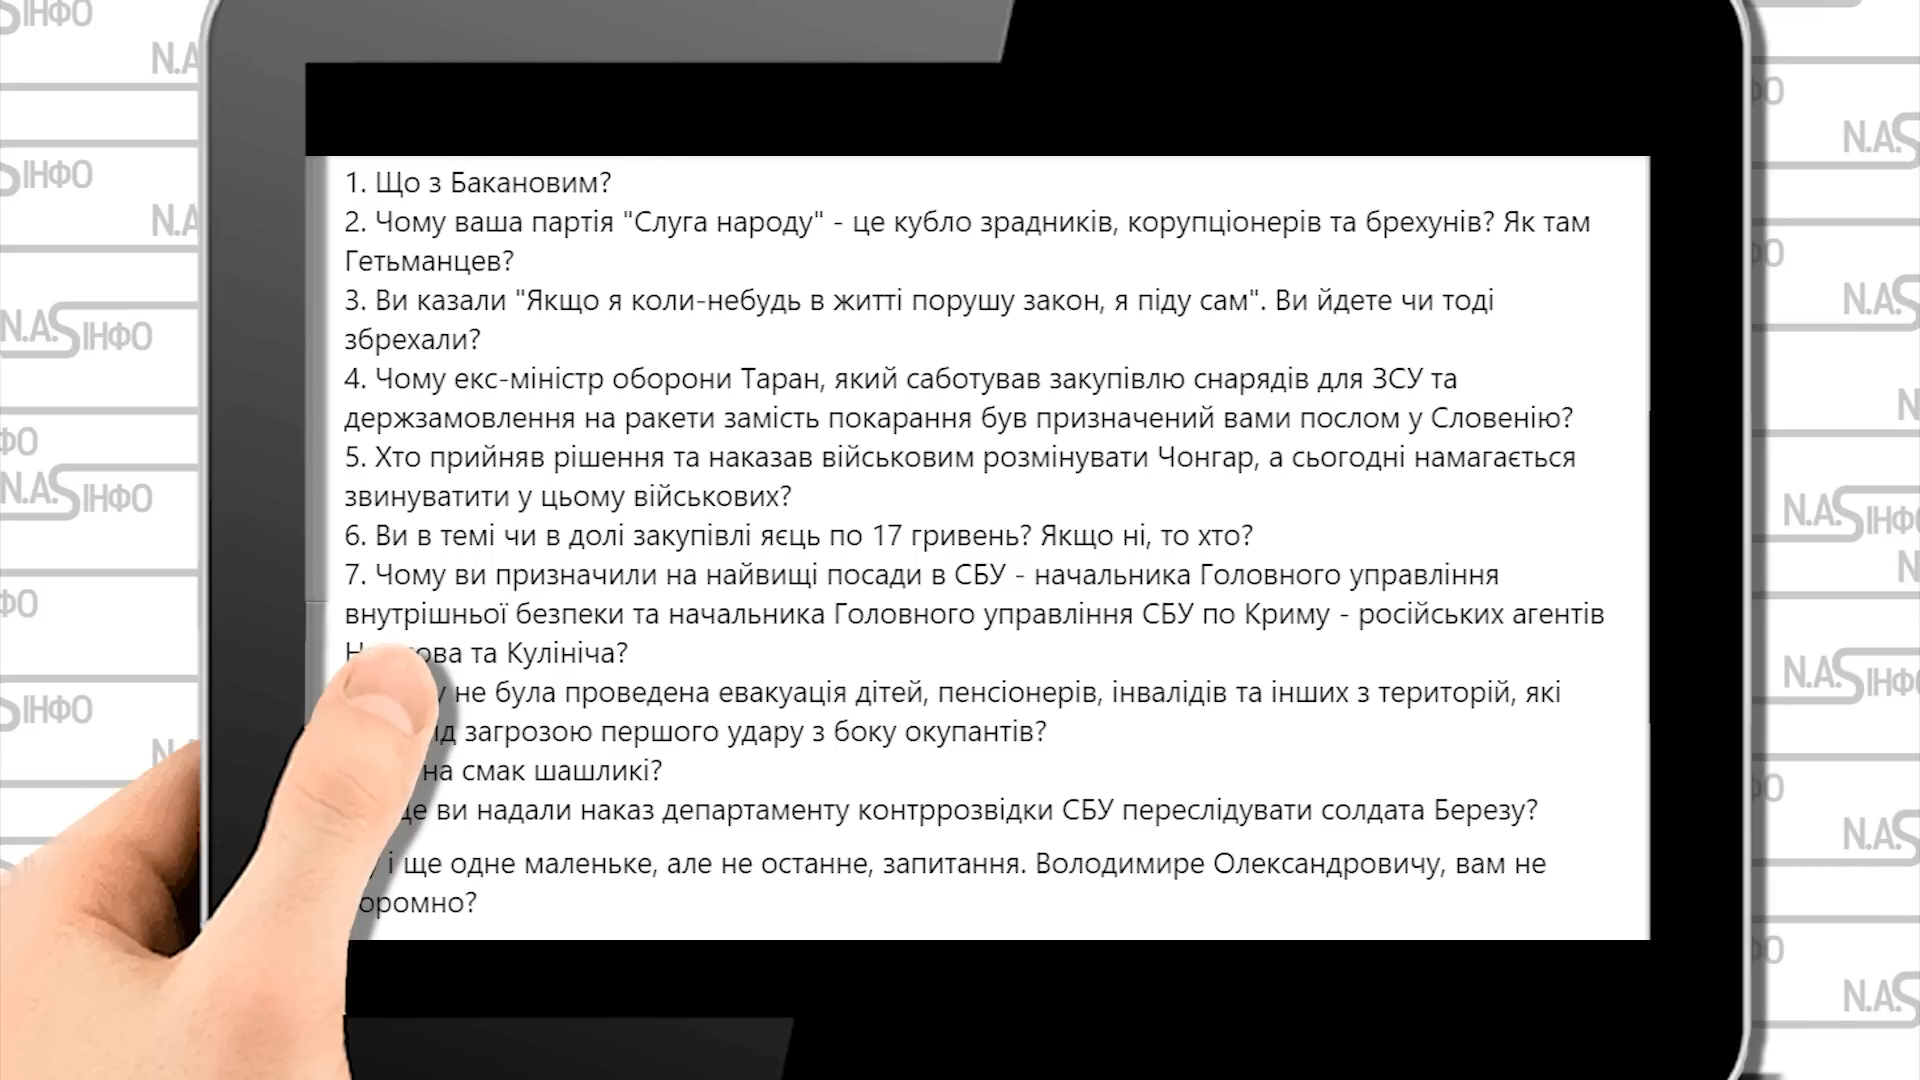 1. Що з Бакановим?
2. Чому ваша партія "Слуга народу" - це кубло зрадників, корупціонерів та брехунів? Як там
Гетьманцев?
3. Ви казали "Якщо я коли-небудь в житті порушу закон, я піду сам". Ви йдете чи тоді
збрехали?
4. Чому екс-міністр оборони Таран, який саботував закупівлю снарядів для ЗСУ та
держзамовлення на ракети замість покарання був призначений вами послом у Словенію?
5. Хто прийняв рішення та наказав військовим розмінувати Чонгар, а сьогодні намагається
звинуватити у цьому військових?
6. Ви в темі чи в долі закупівлі яєць по 17 гривень? Якщо ні, то хто?
7. Чому ви призначили на найвищі посади в СБУ - начальника Головного управління
внутрішньої безпеки та начальника Головного управління СБУ по Криму - російських агентів
та Кулініча?
не була проведена евакуація дітей, пенсіонерів, інвалідів та інших з територій, які
загрозою першого удару з боку окупантів?
на смак шашликі?
ви надали наказ департаменту контррозвідки СБУ переслідувати солдата Березу?
і ще одне маленьке, але не останне, запитання. Володимире Олександровичу, вам не
N.A.SІНФО
N.A.SІНФО
N.A.SІНФО
N.A.SІНФО